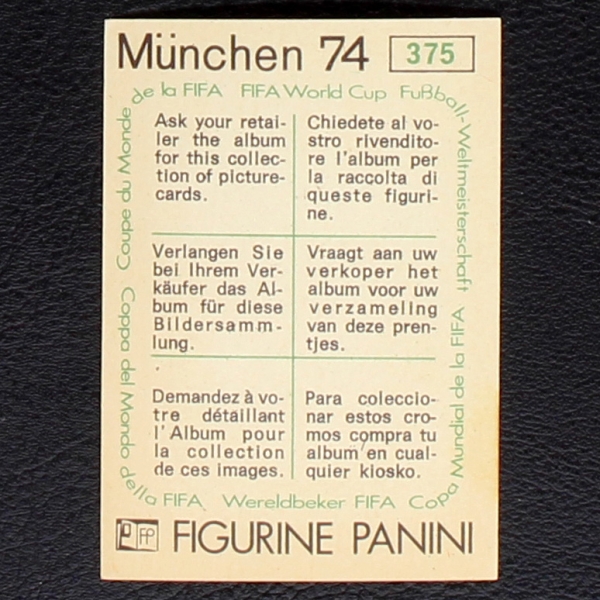 München 74 375
de la FIFA FIFA World Cup Fußball-Weltmeisterschaft
Ask your retai-
ler the album
for this collec-
tion of picture-
cards.
Chiedete al vo-
stro rivendito-
re l'album per
la raccolta di
queste figuri-
ne.
Verlangen Sie
bei Ihrem Ver-
käufer das Al-
bum für diese
Bildersamm-
lung.
Vraagt aan uw
verkoper het
album voor uw
verzameling
van deze pren-
tjes.
Demandez à vo-
tre détaillant
l'Album pour
la collection
de ces images.
Para coleccio-
nar estos cro-
mos compra tu
album en cual-
quier kiosko.
Coupe du Monde
Coppa del Mondo della FIFA Wereldbeker FIFA Copa Mundial de la FIFA
FP FIGURINE PANINI